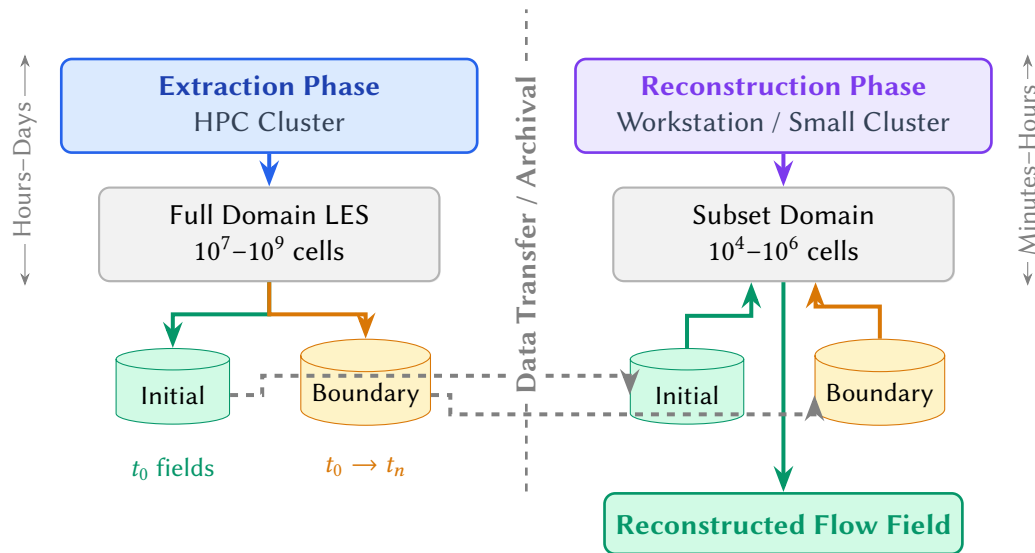 Extraction Phase
HPC Cluster
Hours–Days
Full Domain LES
10⁷–10⁹ cells
Initial
Boundary
t₀ fields
t₀ → tₙ
Data Transfer / Archival
Reconstruction Phase
Workstation / Small Cluster
Minutes–Hours
Subset Domain
10⁴–10⁶ cells
Initial
Boundary
Reconstructed Flow Field